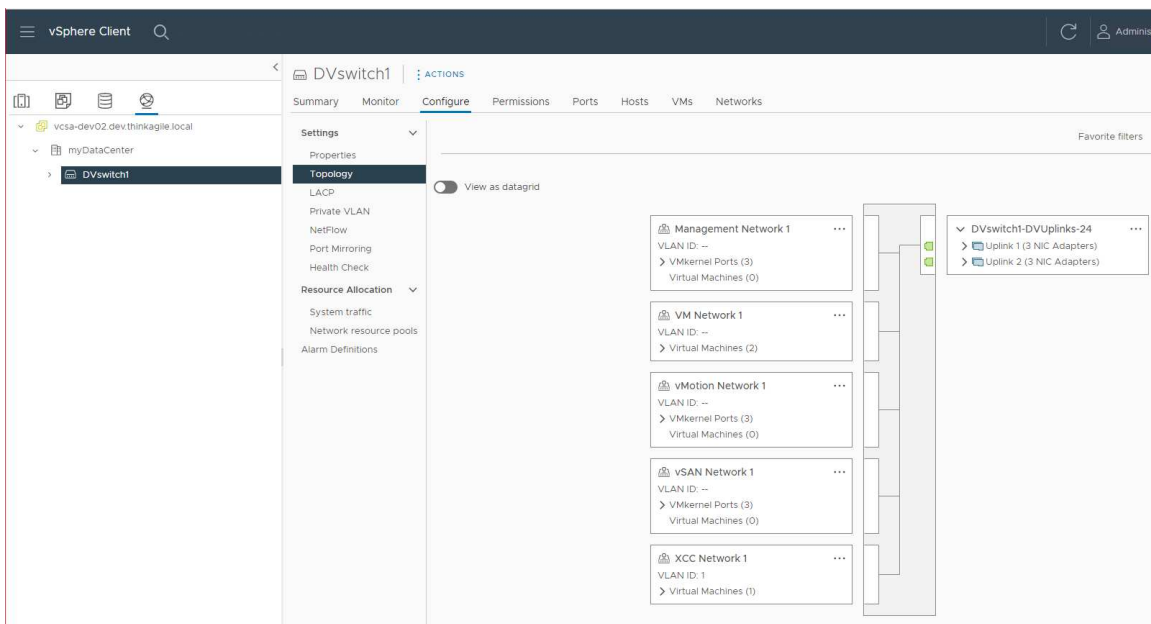 vSphere Client
Adminis
DVswitch1
ACTIONS
Summary Monitor Configure Permissions Ports Hosts VMs Networks
vcsa-dev02.dev.thinkagile.local
myDataCenter
DVswitch1
Settings
Properties
Topology
LACP
Private VLAN
NetFlow
Port Mirroring
Health Check
Resource Allocation
System traffic
Network resource pools
Alarm Definitions
Favorite filters
View as datagrid
Management Network 1 ...
VLAN ID: --
VMkernel Ports (3)
Virtual Machines (0)
VM Network 1 ...
VLAN ID: --
Virtual Machines (2)
vMotion Network 1 ...
VLAN ID: --
VMkernel Ports (3)
Virtual Machines (0)
vSAN Network 1 ...
VLAN ID: --
VMkernel Ports (3)
Virtual Machines (0)
XCC Network 1 ...
VLAN ID: 1
Virtual Machines (1)
DVswitch1-DVUplinks-24 ...
Uplink 1 (3 NIC Adapters)
Uplink 2 (3 NIC Adapters)